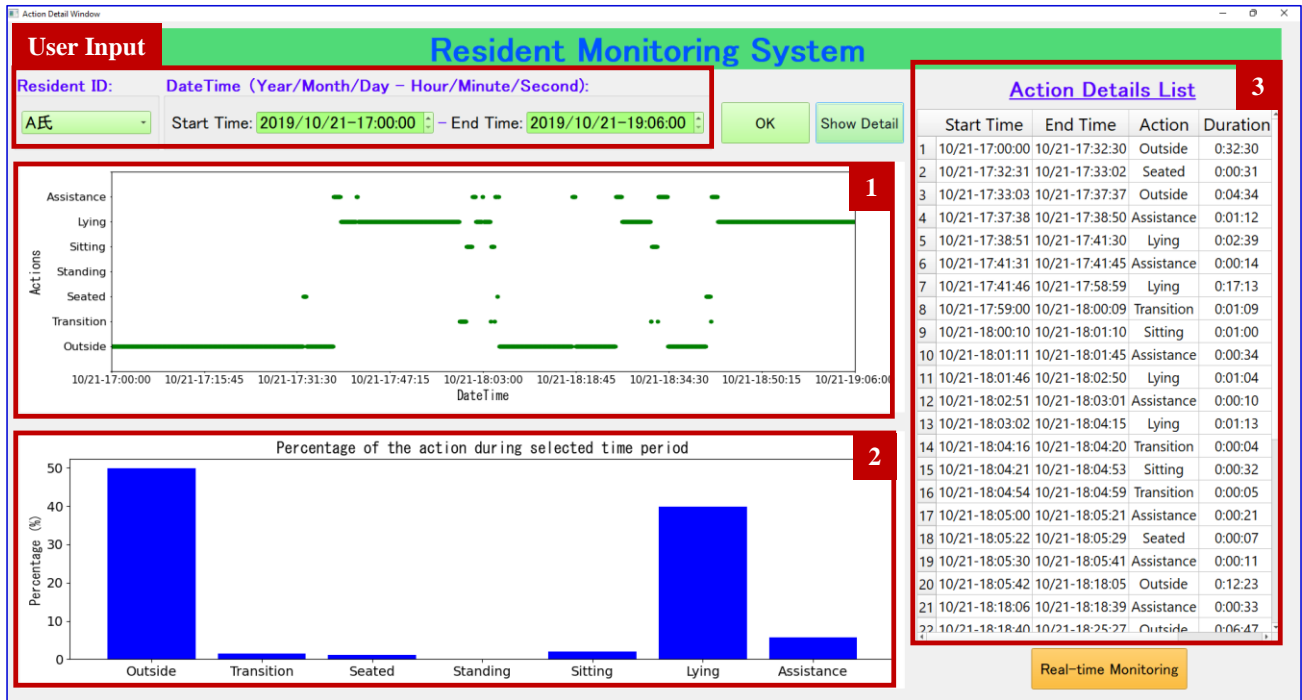 Action Detail Window
User Input
Resident Monitoring System
Resident ID:
DateTime (Year/Month/Day - Hour/Minute/Second):
A氏
Start Time: 2019/10/21-17:00:00 - End Time: 2019/10/21-19:06:00
OK
Show Detail
1
Assistance
Lying
Sitting
Standing
Seated
Transition
Outside
Actions
10/21-17:00:00 10/21-17:15:45 10/21-17:31:30 10/21-17:47:15 10/21-18:03:00 10/21-18:18:45 10/21-18:34:30 10/21-18:50:15 10/21-19:06:00
DateTime
2
Percentage of the action during selected time period
50
40
30
20
10
0
Percentage (%)
Outside Transition Seated Standing Sitting Lying Assistance
3
Action Details List
Start Time End Time Action Duration
1 10/21-17:00:00 10/21-17:32:30 Outside 0:32:30
2 10/21-17:32:31 10/21-17:33:02 Seated 0:00:31
3 10/21-17:33:03 10/21-17:37:37 Outside 0:04:34
4 10/21-17:37:38 10/21-17:38:50 Assistance 0:01:12
5 10/21-17:38:51 10/21-17:41:30 Lying 0:02:39
6 10/21-17:41:31 10/21-17:41:45 Assistance 0:00:14
7 10/21-17:41:46 10/21-17:58:59 Lying 0:17:13
8 10/21-17:59:00 10/21-18:00:09 Transition 0:01:09
9 10/21-18:00:10 10/21-18:01:10 Sitting 0:01:00
10 10/21-18:01:11 10/21-18:01:45 Assistance 0:00:34
11 10/21-18:01:46 10/21-18:02:50 Lying 0:01:04
12 10/21-18:02:51 10/21-18:03:01 Assistance 0:00:10
13 10/21-18:03:02 10/21-18:04:15 Lying 0:01:13
14 10/21-18:04:16 10/21-18:04:20 Transition 0:00:04
15 10/21-18:04:21 10/21-18:04:53 Sitting 0:00:32
16 10/21-18:04:54 10/21-18:04:59 Transition 0:00:05
17 10/21-18:05:00 10/21-18:05:21 Assistance 0:00:21
18 10/21-18:05:22 10/21-18:05:29 Seated 0:00:07
19 10/21-18:05:30 10/21-18:05:41 Assistance 0:00:11
20 10/21-18:05:42 10/21-18:18:05 Outside 0:12:23
21 10/21-18:18:06 10/21-18:18:39 Assistance 0:00:33
22 10/21-18:18:40 10/21-18:25:27 Outside 0:06:47
Real-time Monitoring